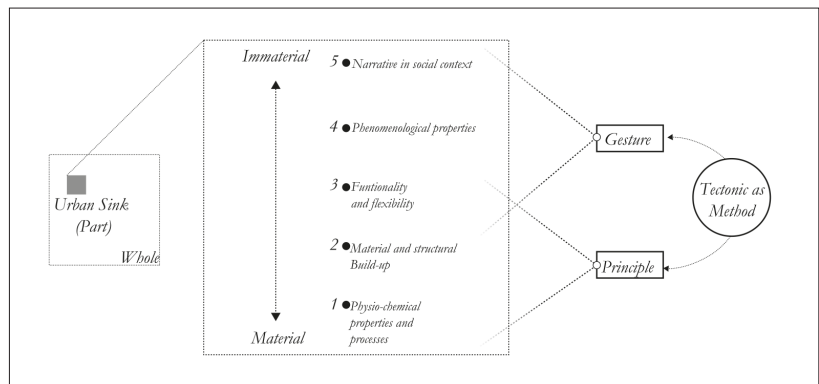 Urban Sink
(Part)
Whole
Immaterial
Material
5 Narrative in social context
4 Phenomenological properties
3 Funtionality
and flexibility
2 Material and structural
Build-up
1 Physio-chemical
properties and
processes
Gesture
Principle
Tectonic as
Method